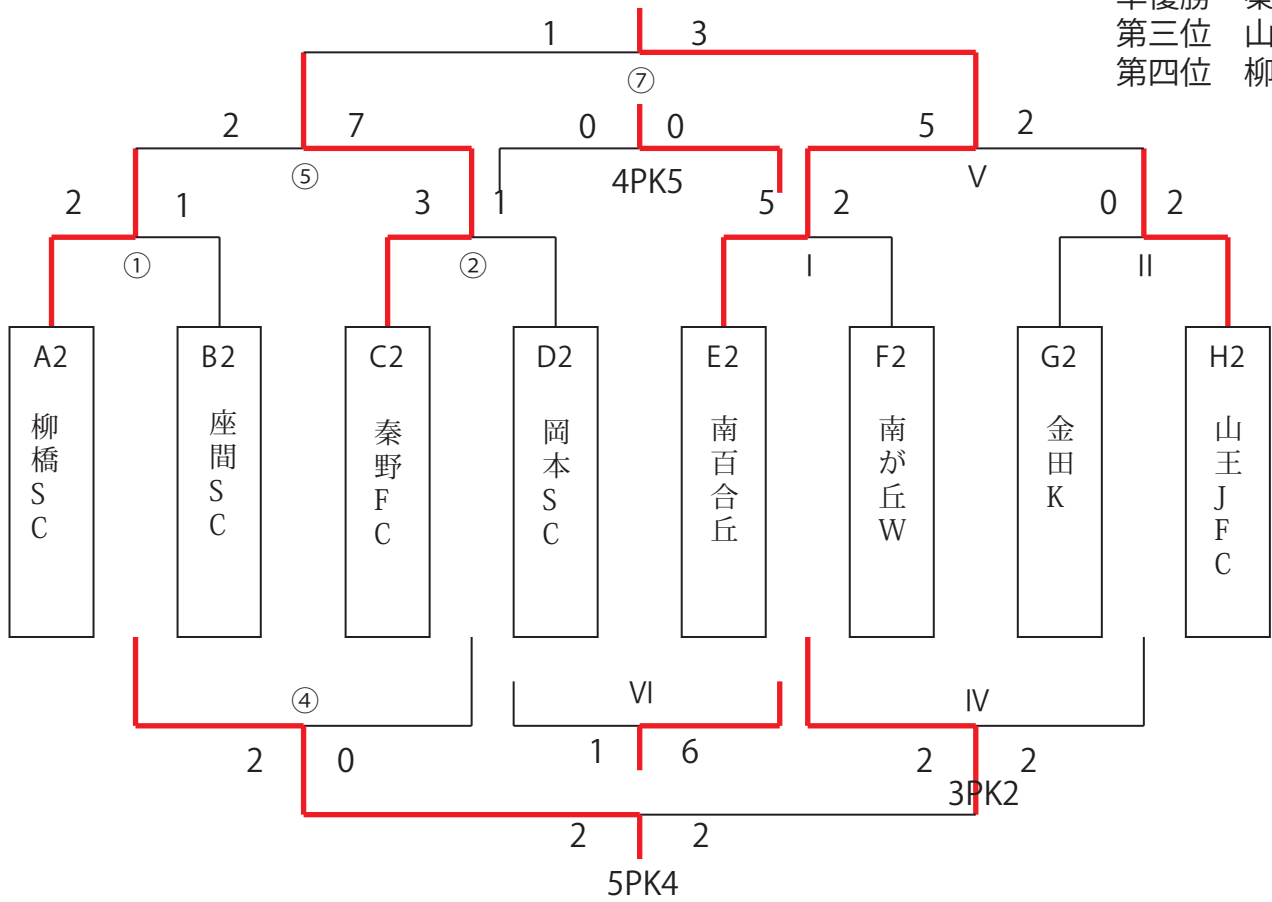 1 3
第三位 山
⑦
第四位 柳
2 7
0 0
5 2
⑤
4PK5
V
2 1
3 1
5 2
0 2
①
②
I
II
A2
柳橋SC
B2
座間SC
C2
秦野FC
D2
岡本SC
E2
南百合丘
F2
南が丘W
G2
金田K
H2
山王JFC
④
VI
IV
2 0
1 6
2 2
3PK2
2 2
5PK4